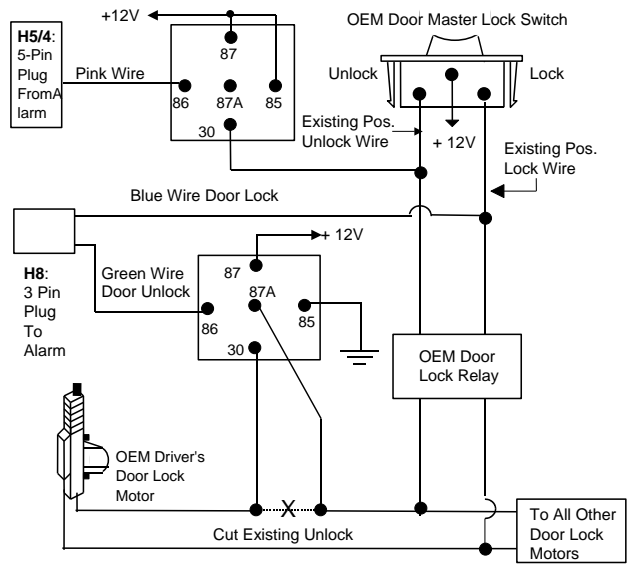 +12V
OEM Door Master Lock Switch
H5/4:
5-Pin
Plug
FromA
larm
Pink Wire
87
86
87A
85
30
Unlock
Lock
Existing Pos.
Unlock Wire
+ 12V
Existing Pos.
Lock Wire
Blue Wire Door Lock
H8:
3 Pin
Plug
To
Alarm
Green Wire
Door Unlock
+ 12V
87
87A
86
85
30
OEM Door
Lock Relay
OEM Driver's
Door Lock
Motor
X
Cut Existing Unlock
To All Other
Door Lock
Motors